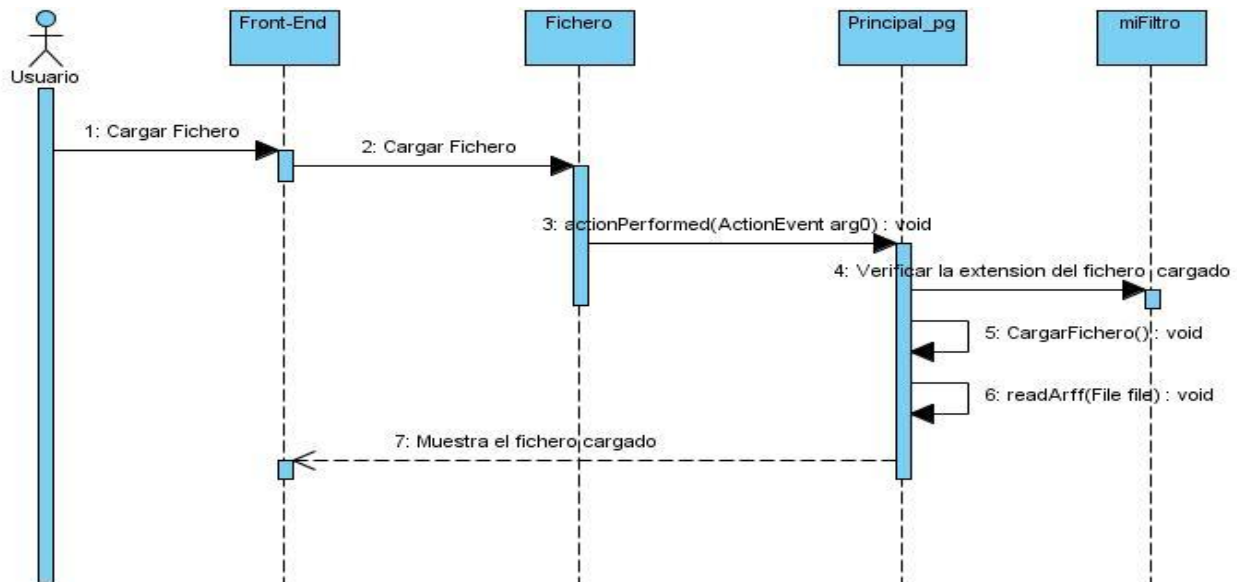 Front-End
Fichero
Principal_pg
miFiltro
Usuario
1: Cargar Fichero
2: Cargar Fichero
3: actionPerformed(ActionEvent arg0) : void
4: Verificar la extension del fichero cargado
5: CargarFichero() : void
6: readArff(File file) : void
7: Muestra el fichero cargado